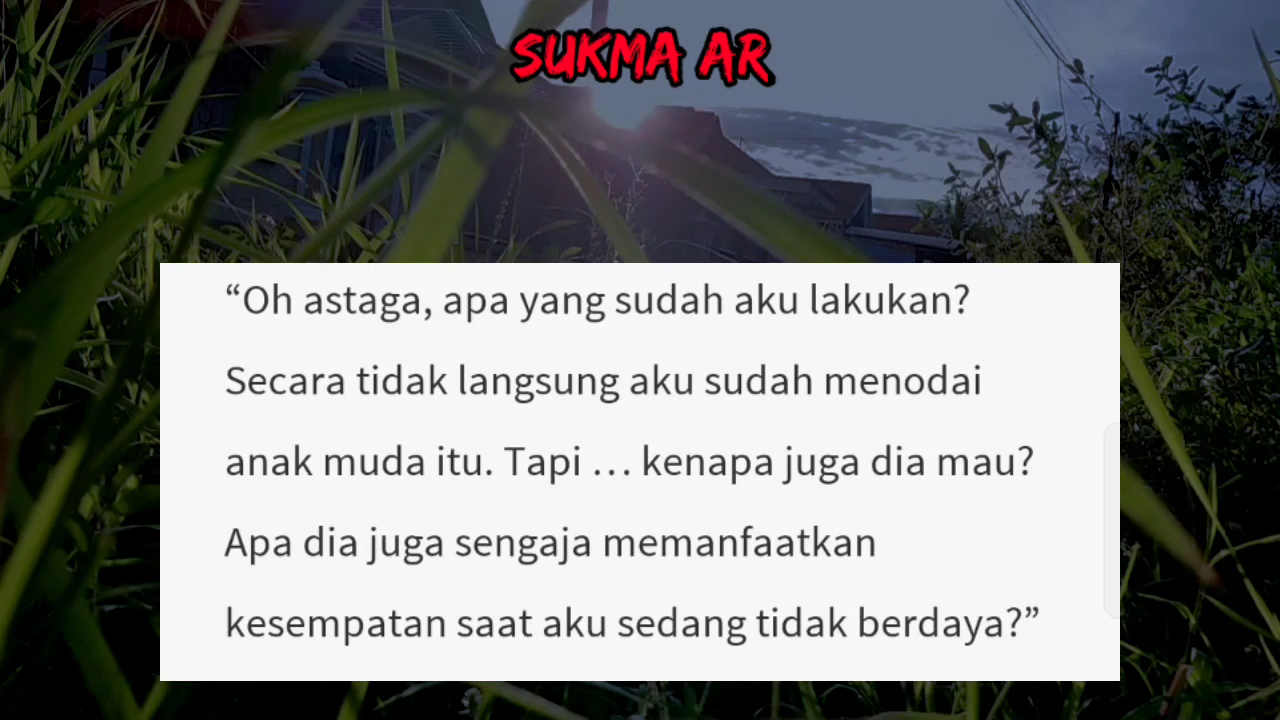 SUKMA AR
“Oh astaga, apa yang sudah aku lakukan?
Secara tidak langsung aku sudah menodai
anak muda itu. Tapi … kenapa juga dia mau?
Apa dia juga sengaja memanfaatkan
kesempatan saat aku sedang tidak berdaya?”